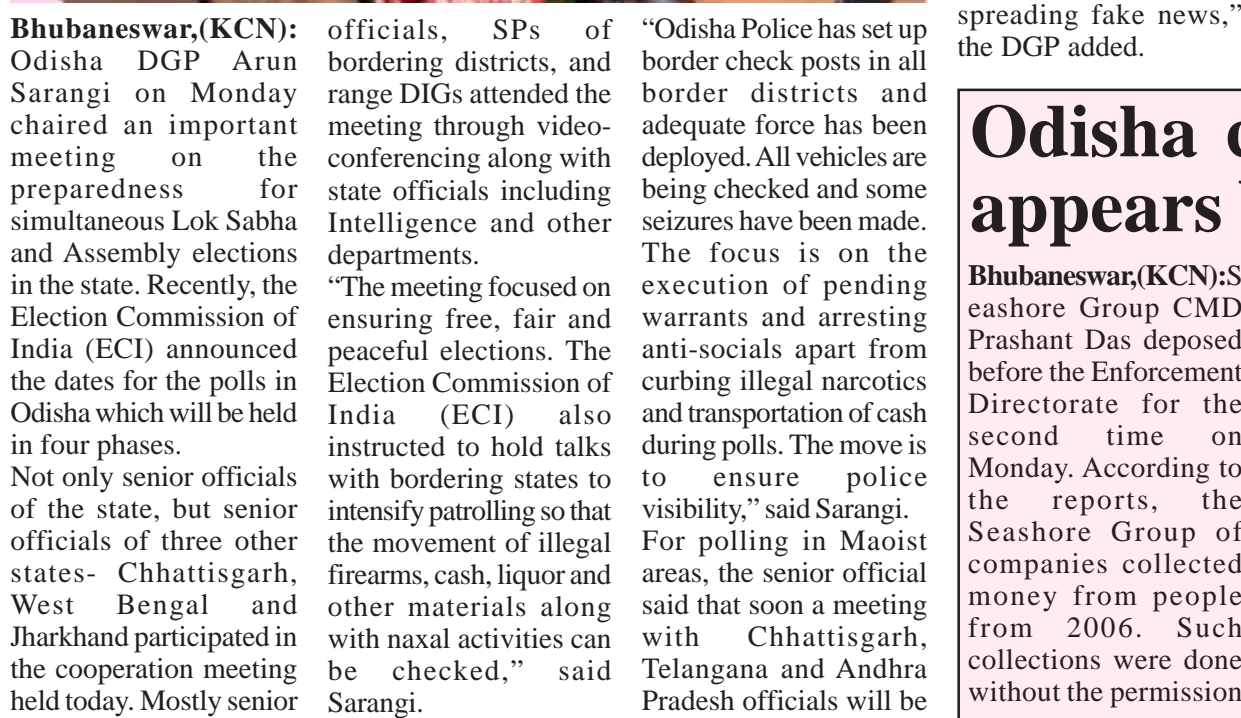 Bhubaneswar,(KCN):
Odisha DGP Arun
Sarangi on Monday
chaired an important
meeting on the
preparedness for
simultaneous Lok Sabha
and Assembly elections
in the state. Recently, the
Election Commission of
India (ECI) announced
the dates for the polls in
Odisha which will be held
in four phases.
Not only senior officials
of the state, but senior
officials of three other
states- Chhattisgarh,
West Bengal and
Jharkhand participated in
the cooperation meeting
held today. Mostly senior
officials, SPs of
bordering districts, and
range DIGs attended the
meeting through video-
conferencing along with
state officials including
Intelligence and other
departments.
“The meeting focused on
ensuring free, fair and
peaceful elections. The
Election Commission of
India (ECI) also
instructed to hold talks
with bordering states to
intensify patrolling so that
the movement of illegal
firearms, cash, liquor and
other materials along
with naxal activities can
be checked,” said
Sarangi.
“Odisha Police has set up
border check posts in all
border districts and
adequate force has been
deployed. All vehicles are
being checked and some
seizures have been made.
The focus is on the
execution of pending
warrants and arresting
anti-socials apart from
curbing illegal narcotics
and transportation of cash
during polls. The move is
to ensure police
visibility,” said Sarangi.
For polling in Maoist
areas, the senior official
said that soon a meeting
with Chhattisgarh,
Telangana and Andhra
Pradesh officials will be
spreading fake news,”
the DGP added.
Odisha
appears
Bhubaneswar,(KCN):S
eashore Group CMD
Prashant Das deposed
before the Enforcement
Directorate for the
second time on
Monday. According to
the reports, the
Seashore Group of
companies collected
money from people
from 2006. Such
collections were done
without the permission